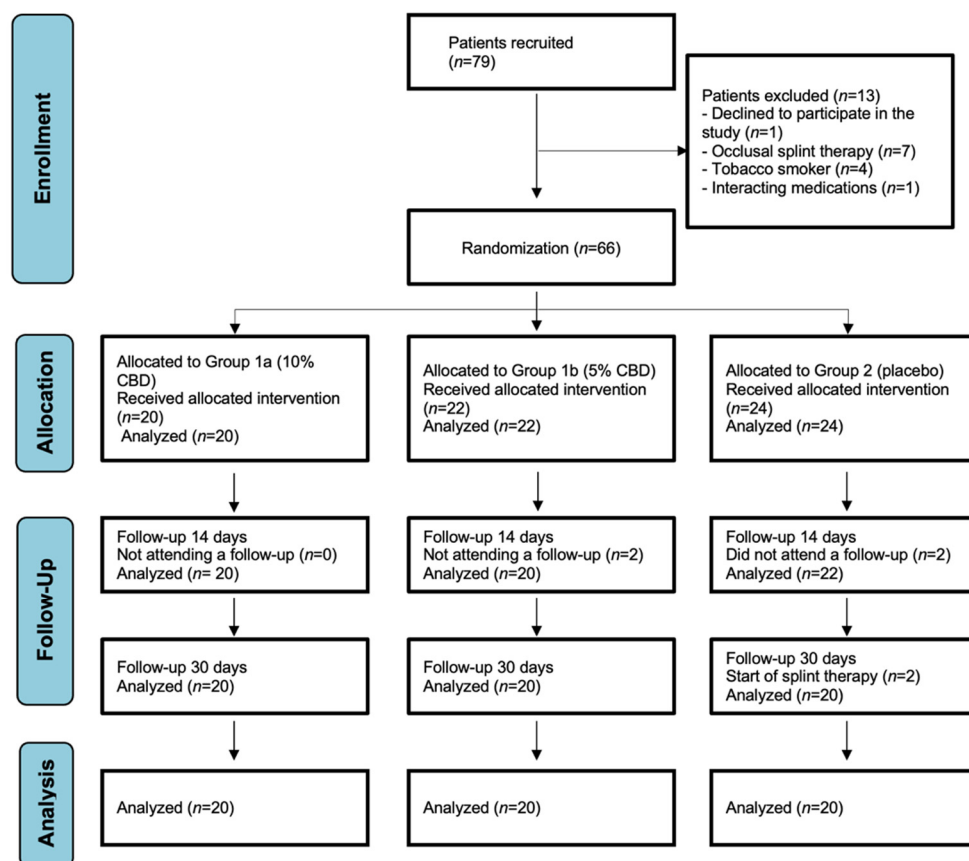 Enrollment
Patients recruited
(n=79)
Patients excluded (n=13)
- Declined to participate in the
study (n=1)
- Occlusal splint therapy (n=7)
- Tobacco smoker (n=4)
- Interacting medications (n=1)
Randomization (n=66)
Allocation
Allocated to Group 1a (10%
CBD)
Received allocated intervention
(n=20)
Analyzed (n=20)
Allocated to Group 1b (5% CBD)
Received allocated intervention
(n=22)
Analyzed (n=22)
Allocated to Group 2 (placebo)
Received allocated intervention
(n=24)
Analyzed (n=24)
Follow-Up
Follow-up 14 days
Not attending a follow-up (n=0)
Analyzed (n= 20)
Follow-up 14 days
Not attending a follow-up (n=2)
Analyzed (n=20)
Follow-up 14 days
Did not attend a follow-up (n=2)
Analyzed (n=22)
Follow-up 30 days
Analyzed (n=20)
Follow-up 30 days
Analyzed (n=20)
Follow-up 30 days
Start of splint therapy (n=2)
Analyzed (n=20)
Analysis
Analyzed (n=20)
Analyzed (n=20)
Analyzed (n=20)